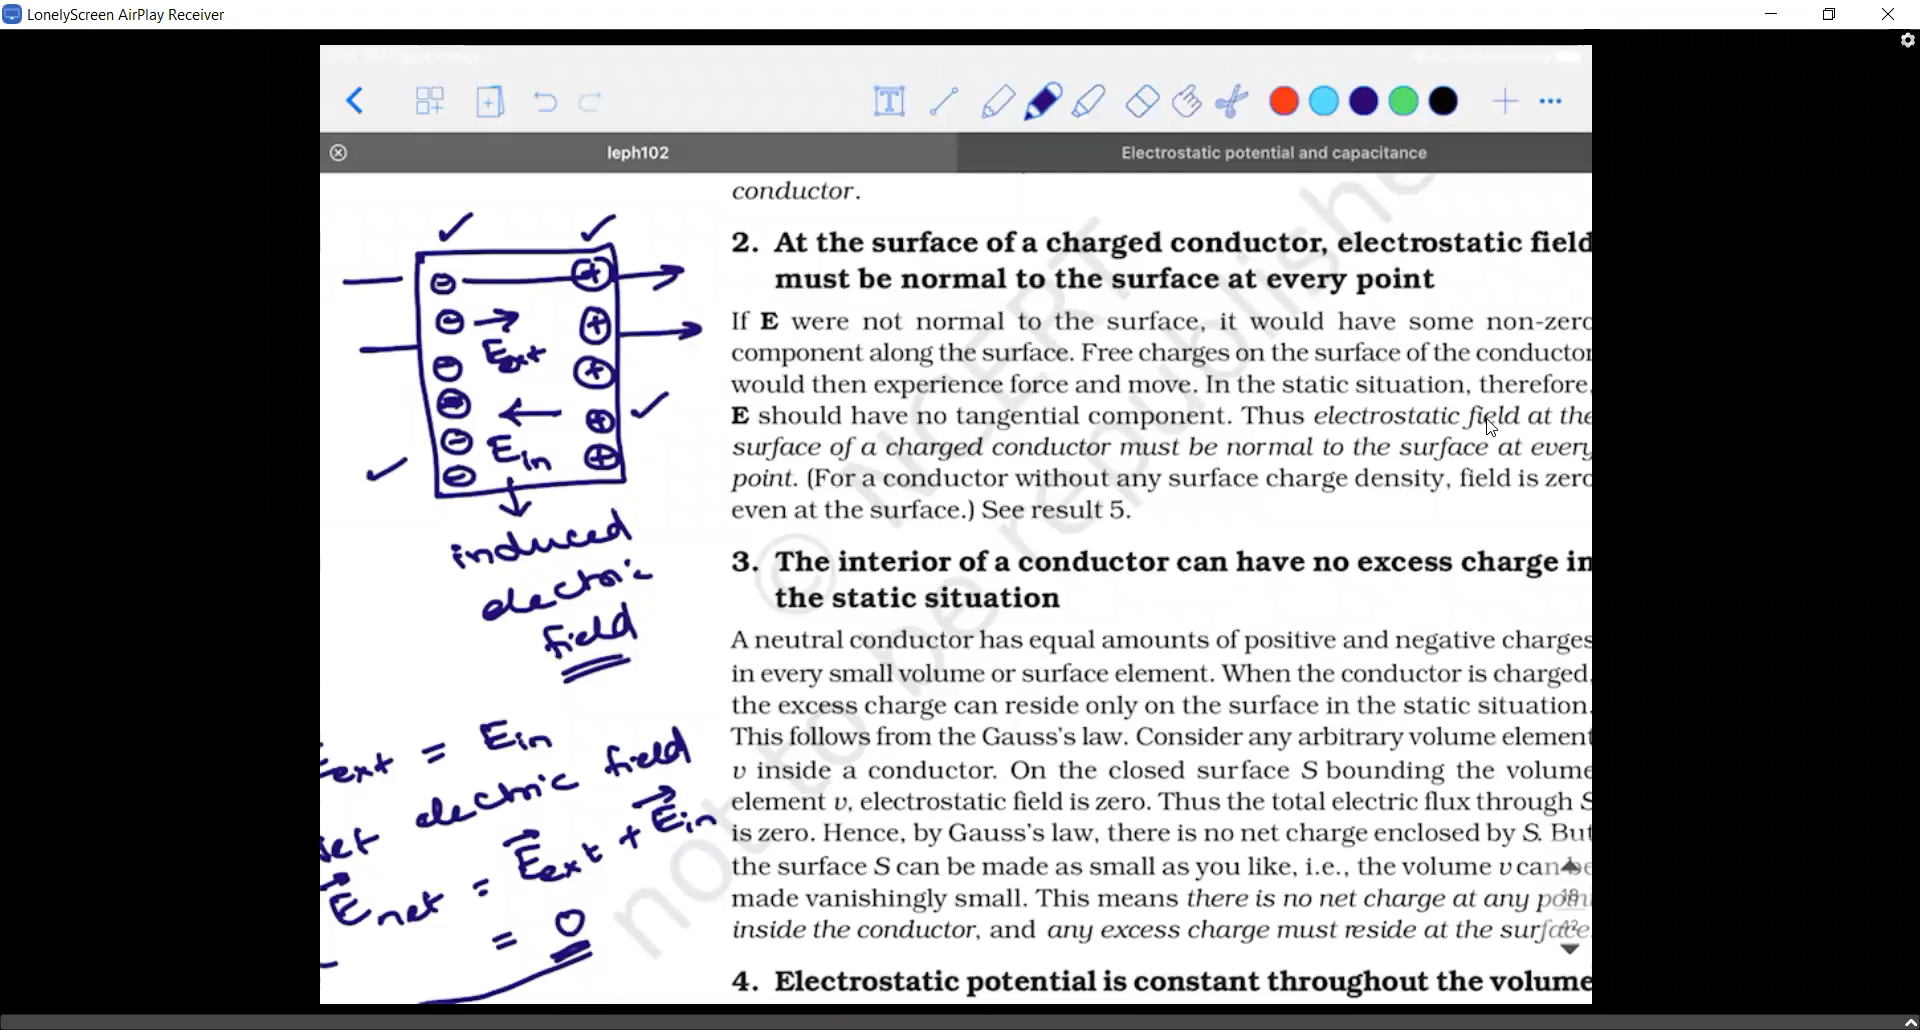 LonelyScreen AirPlay Receiver
leph102
Electrostatic potential and capacitance
conductor.
2. At the surface of a charged conductor, electrostatic field
must be normal to the surface at every point
If E were not normal to the surface, it would have some non-zero
component along the surface. Free charges on the surface of the conductor
would then experience force and move. In the static situation, therefore,
E should have no tangential component. Thus electrostatic field at the
surface of a charged conductor must be normal to the surface at every
point. (For a conductor without any surface charge density, field is zero
even at the surface.) See result 5.
3. The interior of a conductor can have no excess charge in
the static situation
A neutral conductor has equal amounts of positive and negative charges
in every small volume or surface element. When the conductor is charged,
the excess charge can reside only on the surface in the static situation.
This follows from the Gauss's law. Consider any arbitrary volume element
v inside a conductor. On the closed surface S bounding the volume
element v, electrostatic field is zero. Thus the total electric flux through S
is zero. Hence, by Gauss's law, there is no net charge enclosed by S. But
the surface S can be made as small as you like, i.e., the volume v can be
made vanishingly small. This means there is no net charge at any point
inside the conductor, and any excess charge must reside at the surface.
4. Electrostatic potential is constant throughout the volume
© NCERT
not to be republished
Eext
Ein
induced
electric
field
Eext = Ein
Net electric field
Enet = Eext + Ein
= 0